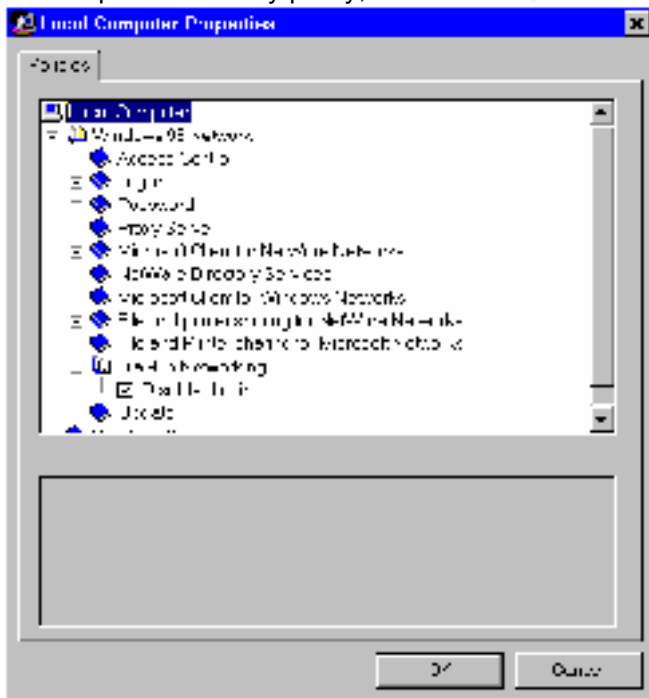 Local Computer Properties
Policies
Local Computer
Windows 98 Network
Access Control
Logon
Password
Proxy Server
Microsoft Client for NetWare Networks
NetWare Directory Services
Microsoft Client for Windows Networks
File and printer sharing for NetWare Networks
File and Printer sharing for Microsoft Networks
Dial-Up Networking
Disable dial-in
Update
OK
Cancel